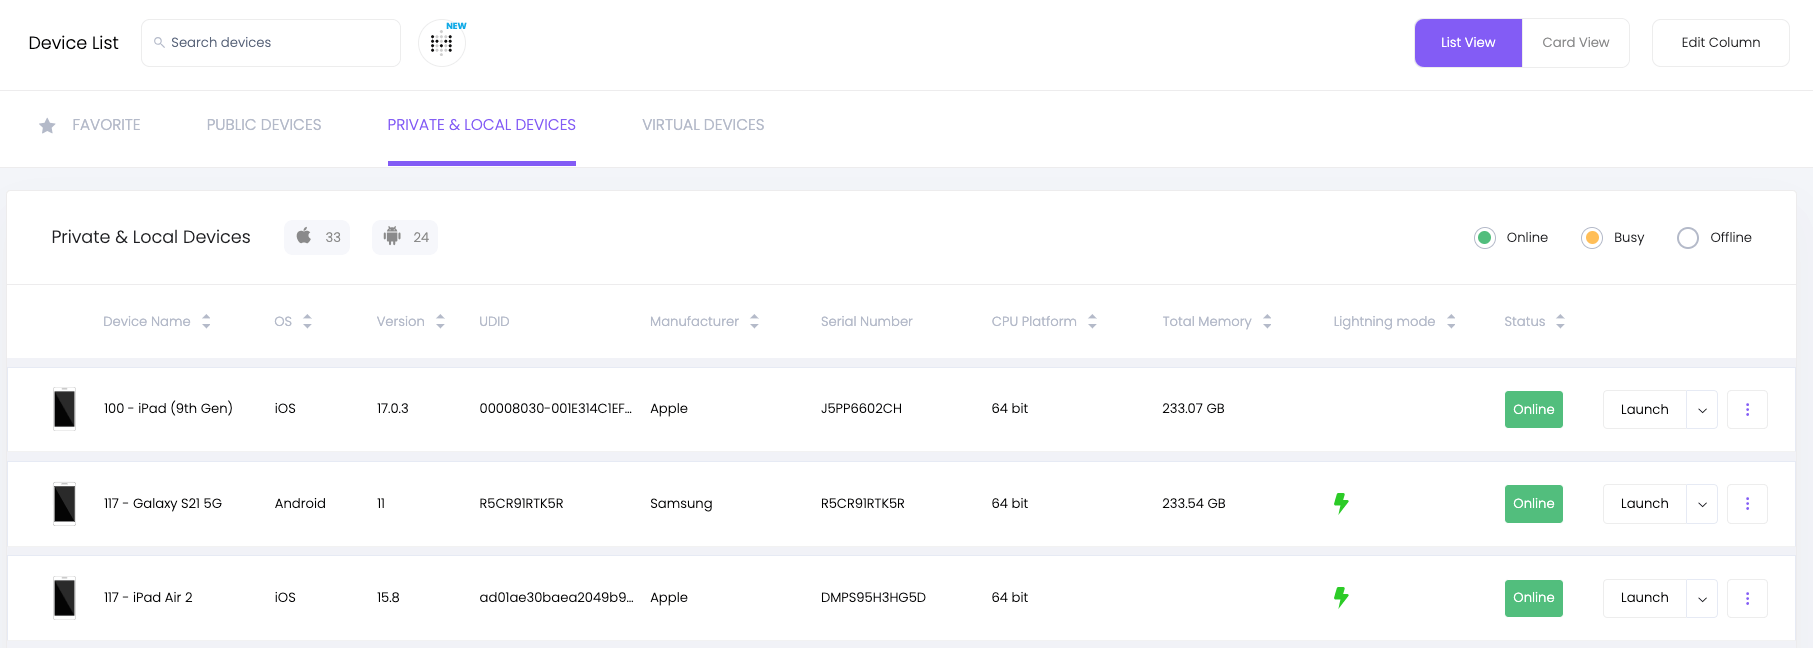 Device List
Search devices
NEW
List View
Card View
Edit Column
FAVORITE
PUBLIC DEVICES
PRIVATE & LOCAL DEVICES
VIRTUAL DEVICES
Private & Local Devices
33
24
Online
Busy
Offline
Device Name OS Version UDID Manufacturer Serial Number CPU Platform Total Memory Lightning mode Status
100 - iPad (9th Gen) iOS 17.0.3 00008030-001E314C1EF... Apple J5PP6602CH 64 bit 233.07 GB Online Launch
117 - Galaxy S21 5G Android 11 R5CR91RTK5R Samsung R5CR91RTK5R 64 bit 233.54 GB Online Launch
117 - iPad Air 2 iOS 15.8 ad01ae30baea2049b9... Apple DMPS95H3HG5D 64 bit Online Launch